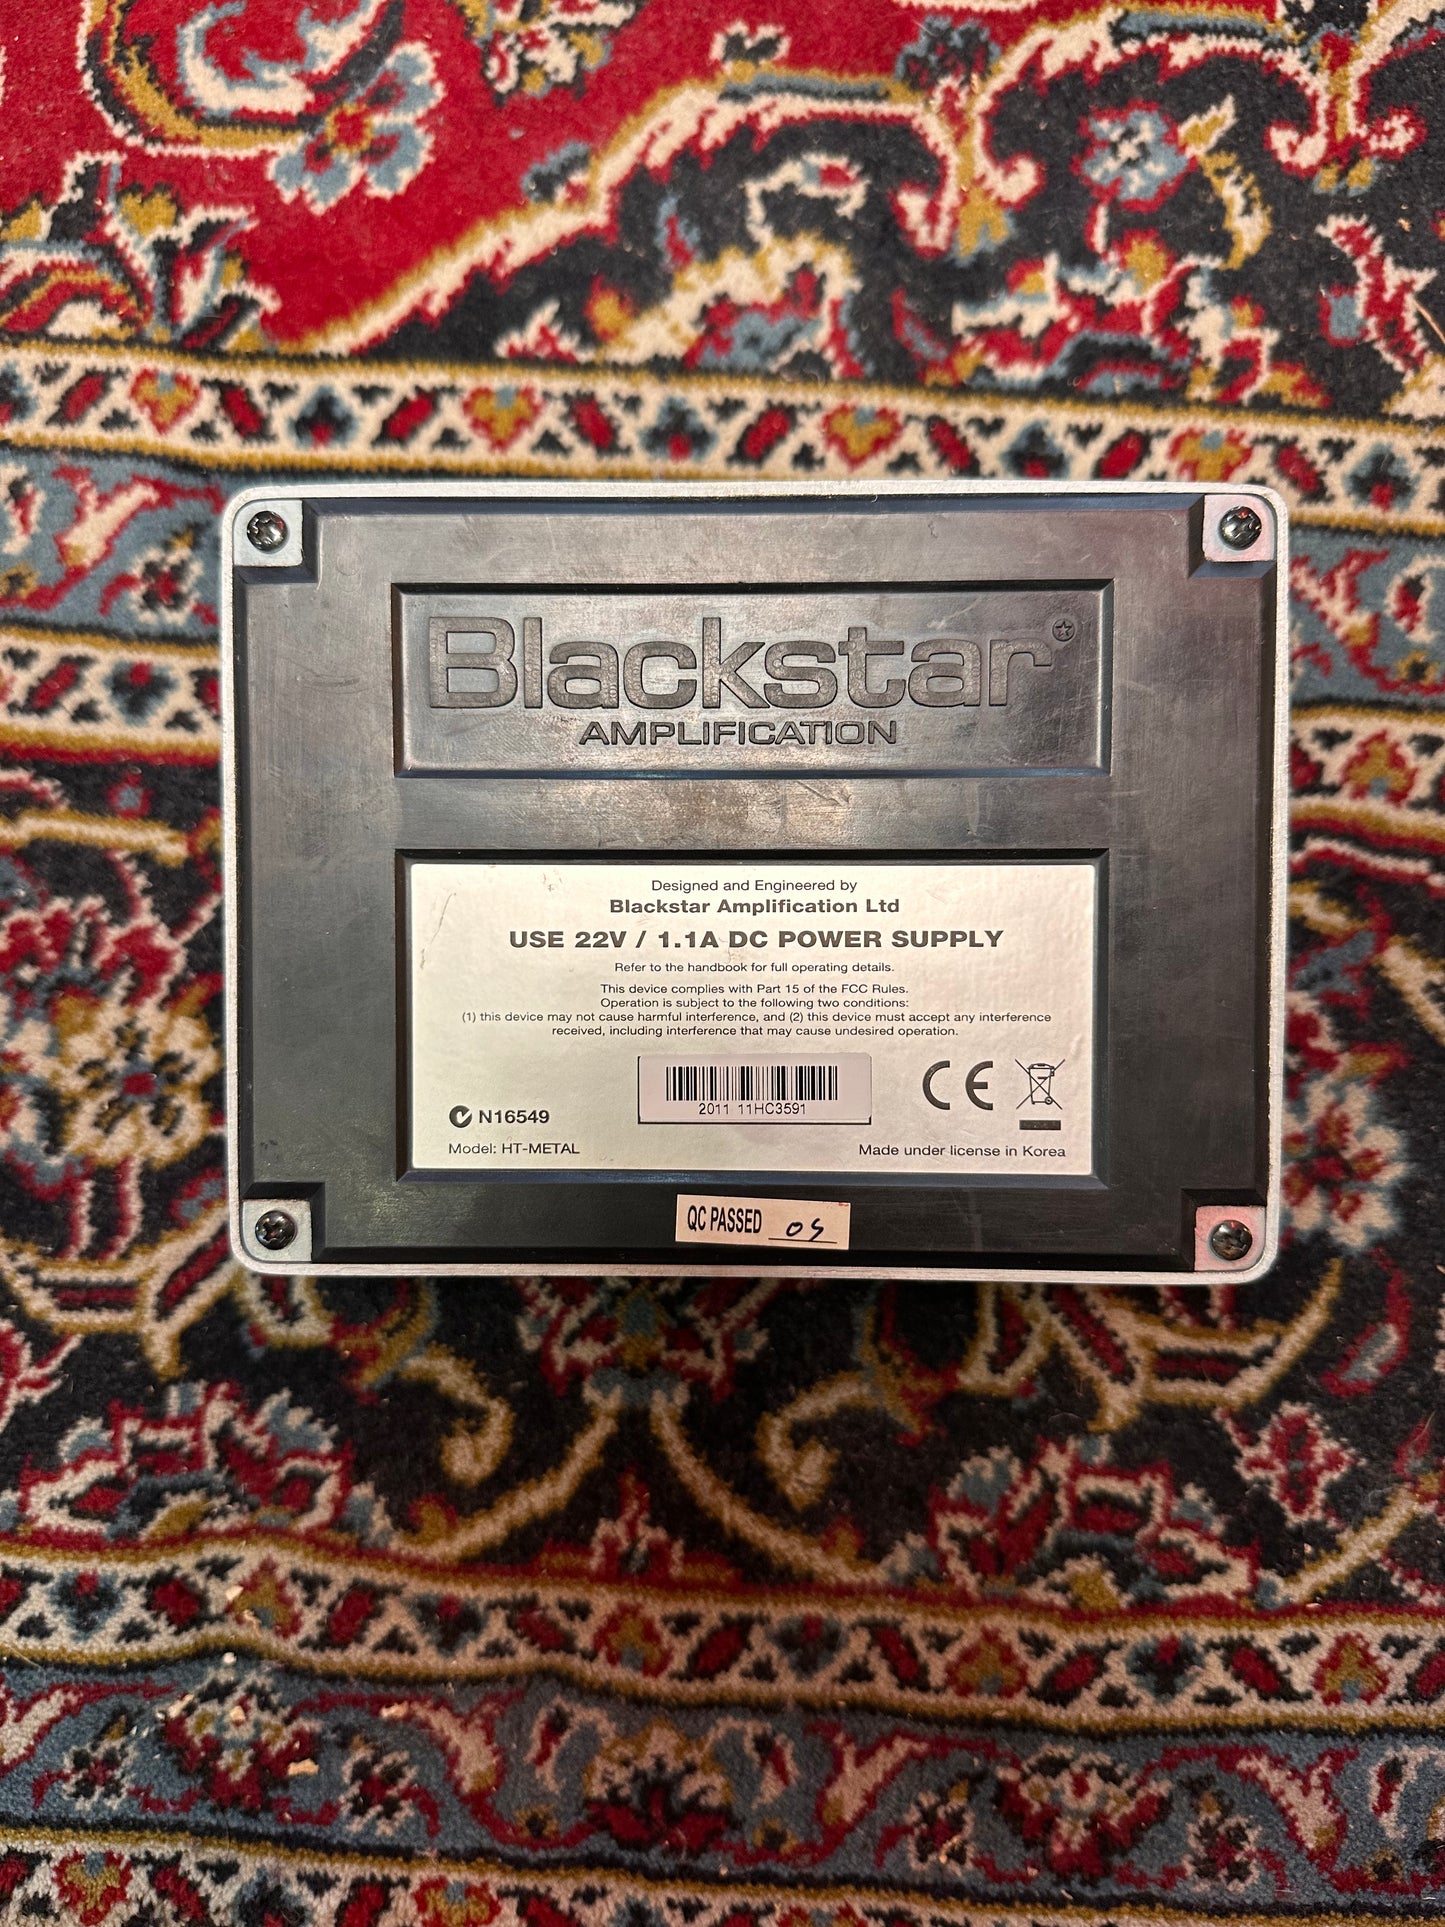 Blackstar
AMPLIFICATION
Designed and Engineered by
Blackstar Amplification Ltd
USE 22V / 1.1A DC POWER SUPPLY
Refer to the handbook for full operating details.
This device complies with Part 15 of the FCC Rules.
Operation is subject to the following two conditions:
(1) this device may not cause harmful interference, and (2) this device must accept any interference
received, including interference that may cause undesired operation.
2011 11HC3591
CE
N16549
Model: HT-METAL
Made under license in Korea
QC PASSED